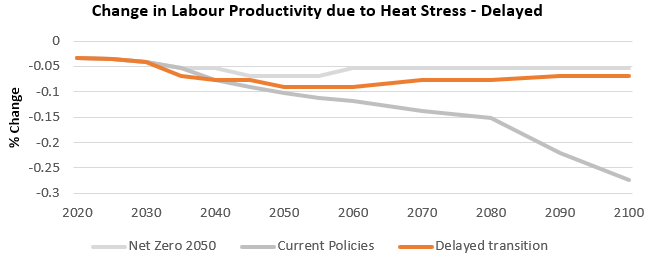 Change in Labour Productivity due to Heat Stress - Delayed
% Change
0
-0.05
-0.1
-0.15
-0.2
-0.25
-0.3
2020 2030 2040 2050 2060 2070 2080 2090 2100
Net Zero 2050 Current Policies Delayed transition